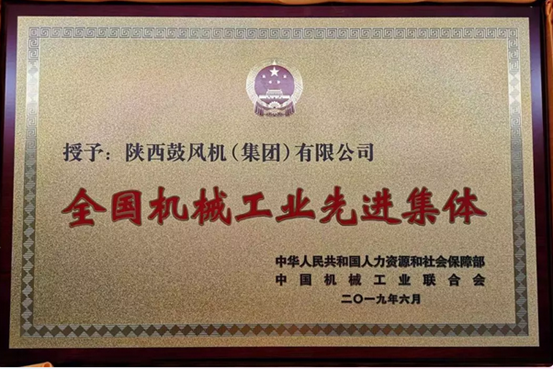 授予：陕西鼓风机（集团）有限公司
全国机械工业先进集体
中华人民共和国人力资源和社会保障部
中国机械工业联合会
二〇一九年六月